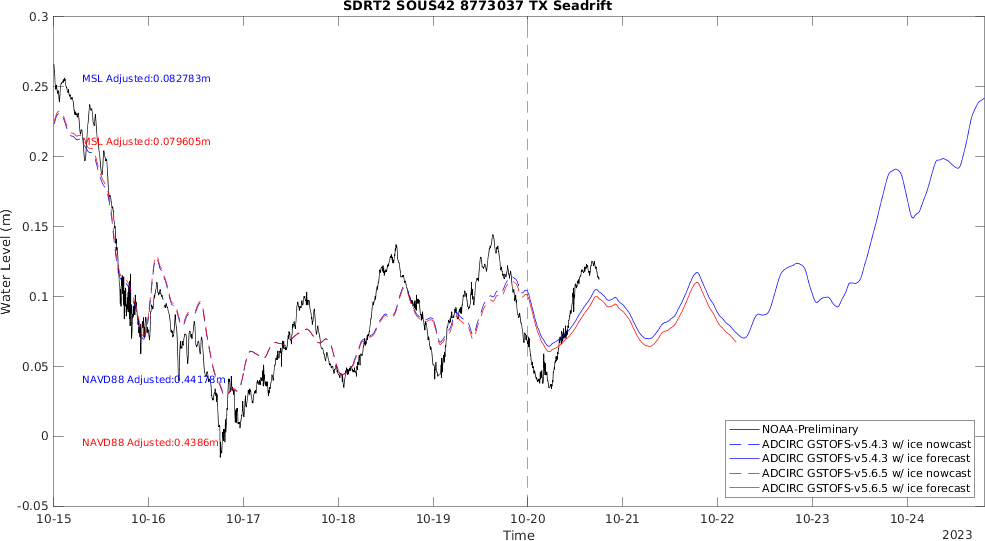 SDRT2 SOUS42 8773037 TX Seadrift
0.3
0.25
0.2
0.15
0.1
0.05
0
-0.05
Water Level (m)
MSL Adjusted:0.082783m
MSL Adjusted:0.079605m
NAVD88 Adjusted:0.44178m
NAVD88 Adjusted:0.4386m
NOAA-Preliminary
ADCIRC GSTOFS-v5.4.3 w/ ice nowcast
ADCIRC GSTOFS-v5.4.3 w/ ice forecast
ADCIRC GSTOFS-v5.6.5 w/ ice nowcast
ADCIRC GSTOFS-v5.6.5 w/ ice forecast
10-15 10-16 10-17 10-18 10-19 10-20 10-21 10-22 10-23 10-24
Time
2023